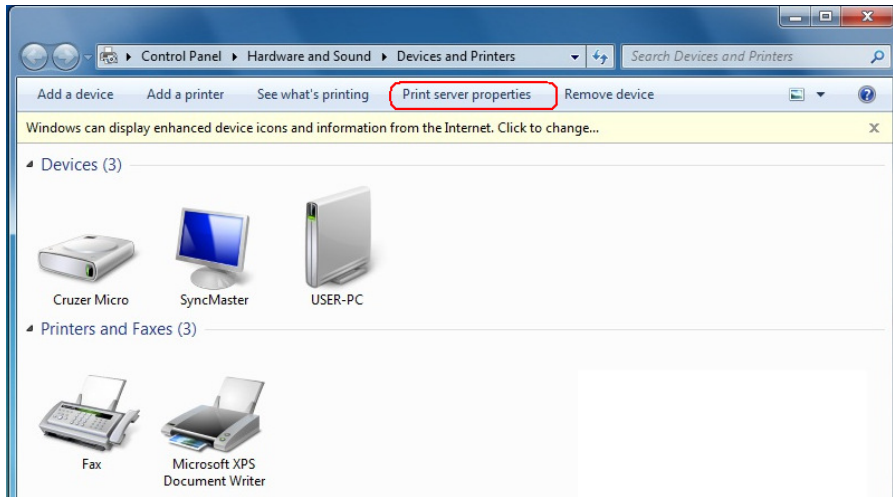 Control Panel Hardware and Sound Devices and Printers Search Devices and Printers
Add a device Add a printer See what's printing Print server properties Remove device
Windows can display enhanced device icons and information from the Internet. Click to change...
Devices (3)
Cruzer Micro SyncMaster USER-PC
Printers and Faxes (3)
Fax Microsoft XPS
Document Writer